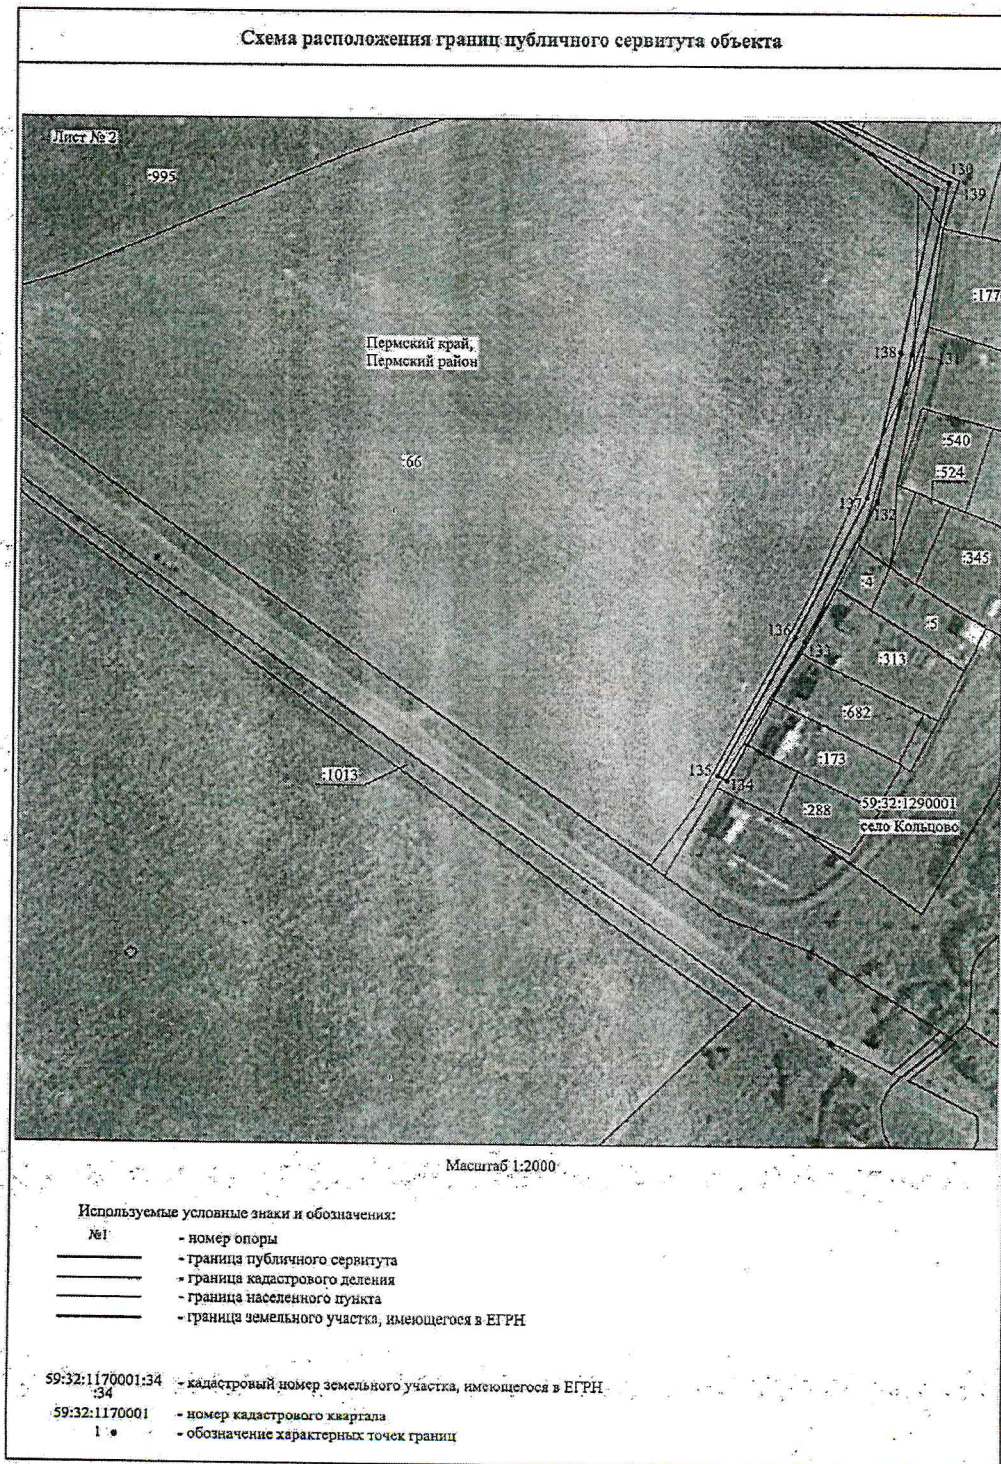 Схема расположения границ публичного сервитута объекта
Лист № 2
:995
130
139
:177
Пермский край,
Пермский район
138
131
:540
:66
:524
137
132
:345
:4
:5
136
133
:313
:682
:173
:1013
135
134
:288
59:32:1290001
село Кольцово
Масштаб 1:2000
Используемые условные знаки и обозначения:
№1 - номер опоры
- граница публичного сервитута
- граница кадастрового деления
- граница населенного пункта
- граница земельного участка, имеющегося в ЕГРН
59:32:1170001:34
:34 - кадастровый номер земельного участка, имеющегося в ЕГРН
59:32:1170001 - номер кадастрового квартала
1 - обозначение характерных точек границ